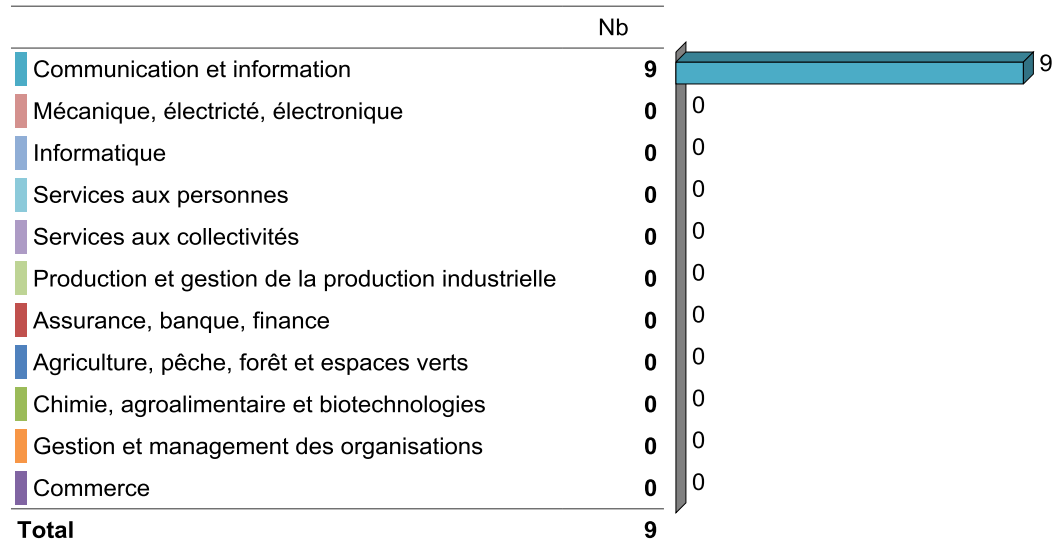 Nb
Communication et information 9 9
Mécanique, électricté, électronique 0 0
Informatique 0 0
Services aux personnes 0 0
Services aux collectivités 0 0
Production et gestion de la production industrielle 0 0
Assurance, banque, finance 0 0
Agriculture, pêche, forêt et espaces verts 0 0
Chimie, agroalimentaire et biotechnologies 0 0
Gestion et management des organisations 0 0
Commerce 0 0
Total 9